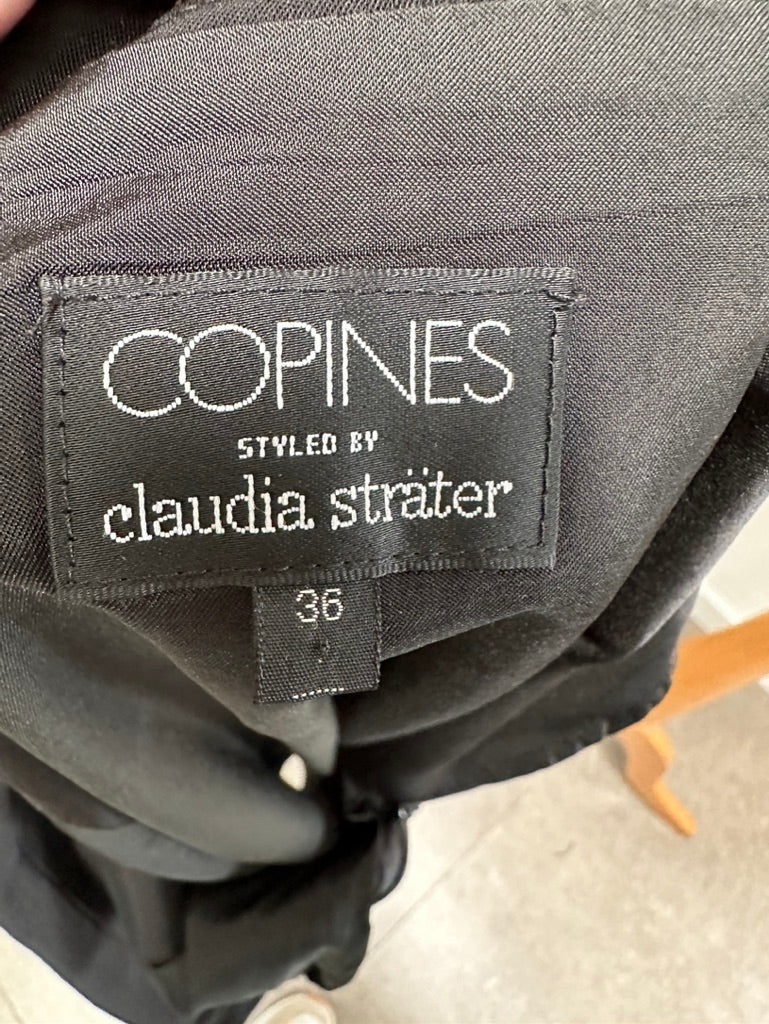 COPINES
STYLED BY
claudia sträter
36